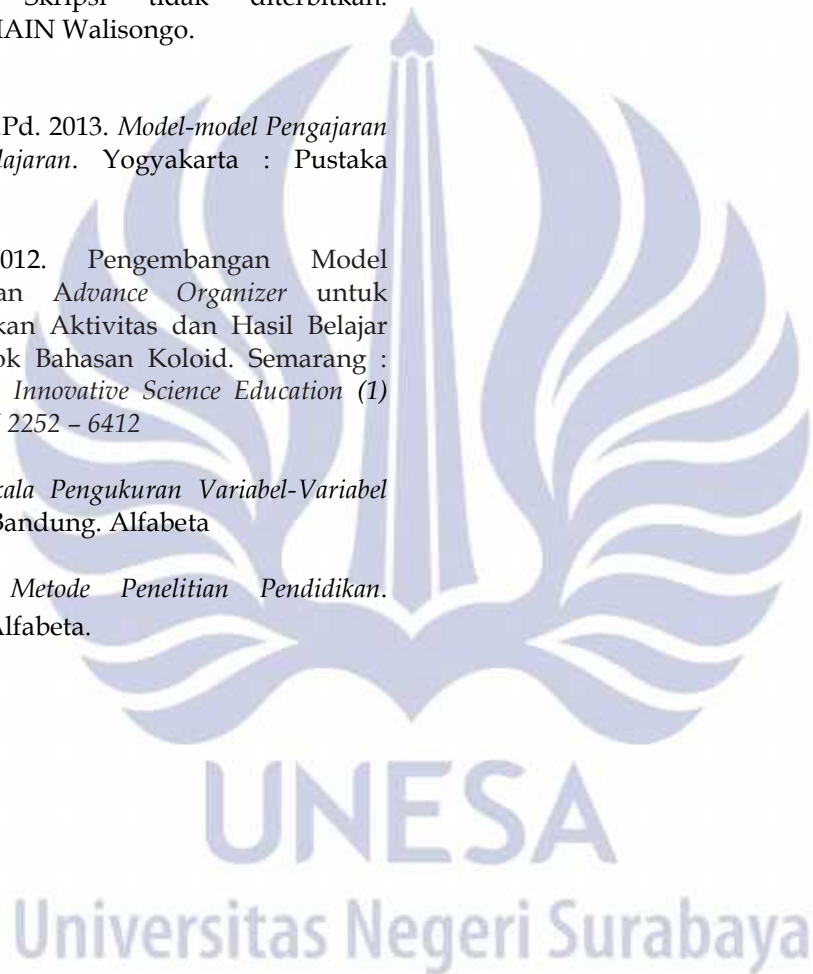 Skripsi tidak diterbitkan.
IAIN Walisongo.
.Pd. 2013. Model-model Pengajaran
lajaran. Yogyakarta : Pustaka
012. Pengembangan Model
an Advance Organizer untuk
kan Aktivitas dan Hasil Belajar
ok Bahasan Koloid. Semarang :
Innovative Science Education (1)
2252 – 6412
kala Pengukuran Variabel-Variabel
Bandung. Alfabeta
Metode Penelitian Pendidikan.
Alfabeta.
UNESA
Universitas Negeri Surabaya